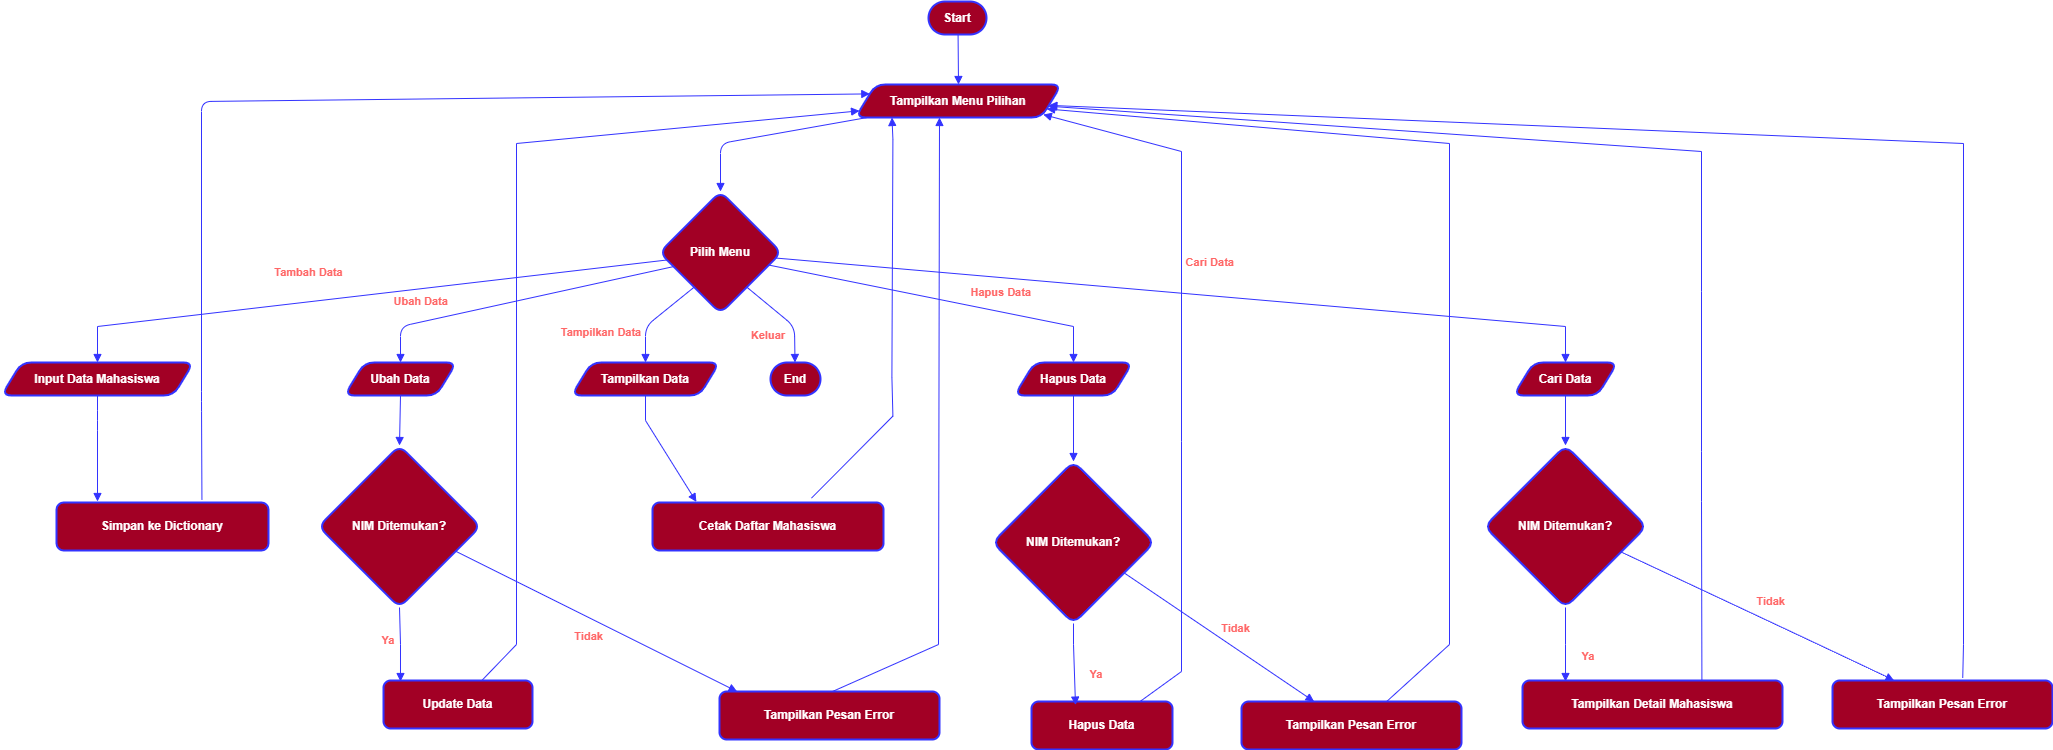 Start
Tampilkan Menu Pilihan
Pilih Menu
Tambah Data
Ubah Data
Tampilkan Data
Keluar
Hapus Data
Cari Data
Input Data Mahasiswa
Ubah Data
Tampilkan Data
End
Hapus Data
Cari Data
Simpan ke Dictionary
NIM Ditemukan?
Cetak Daftar Mahasiswa
NIM Ditemukan?
NIM Ditemukan?
Ya
Tidak
Ya
Tidak
Ya
Tidak
Update Data
Tampilkan Pesan Error
Hapus Data
Tampilkan Pesan Error
Tampilkan Detail Mahasiswa
Tampilkan Pesan Error